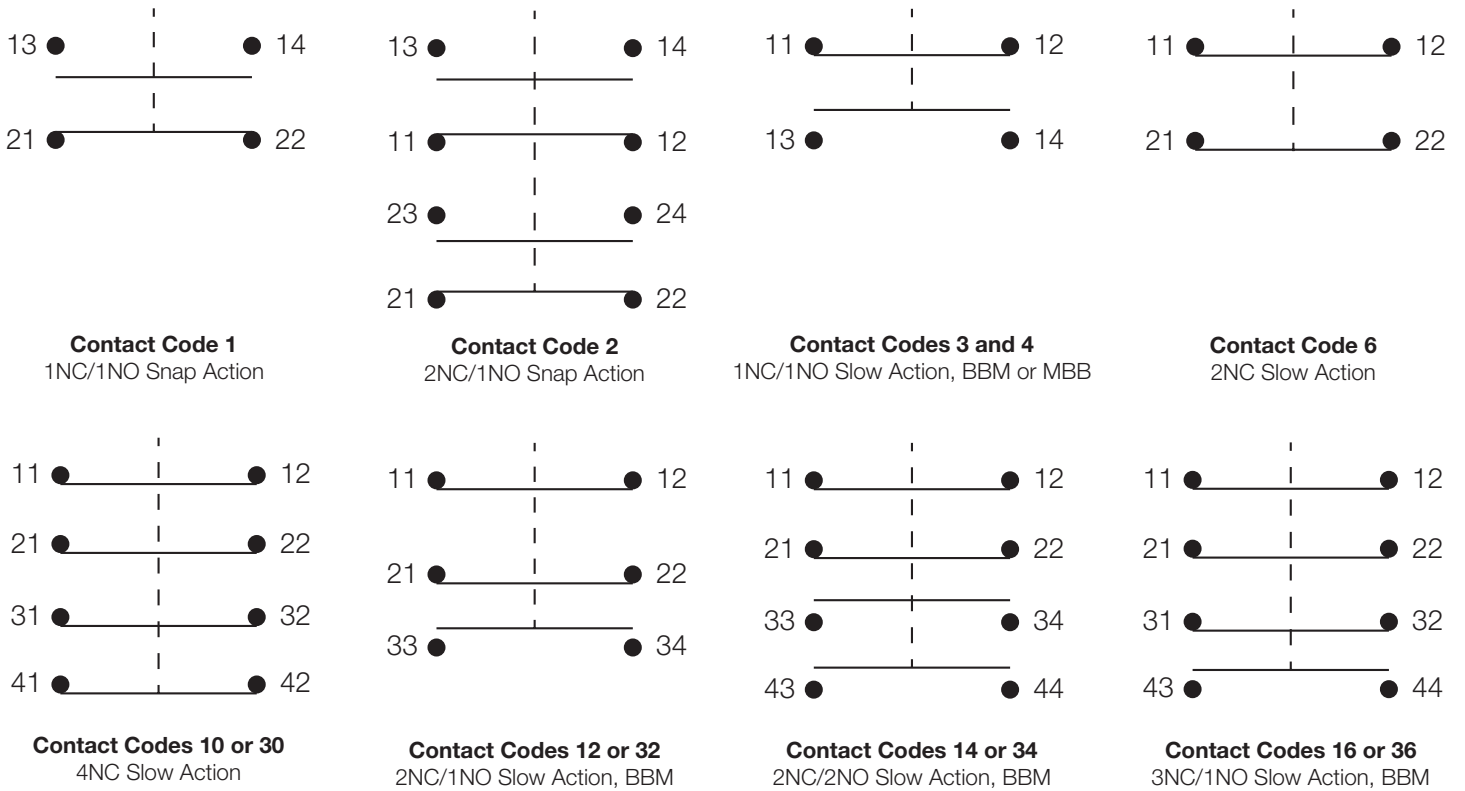 13 14
21 22
Contact Code 1
1NC/1NO Snap Action
13 14
11 12
23 24
21 22
Contact Code 2
2NC/1NO Snap Action
11 12
13 14
Contact Codes 3 and 4
1NC/1NO Slow Action, BBM or MBB
11 12
21 22
Contact Code 6
2NC Slow Action
11 12
21 22
31 32
41 42
Contact Codes 10 or 30
4NC Slow Action
11 12
21 22
33 34
Contact Codes 12 or 32
2NC/1NO Slow Action, BBM
11 12
21 22
33 34
43 44
Contact Codes 14 or 34
2NC/2NO Slow Action, BBM
11 12
21 22
31 32
43 44
Contact Codes 16 or 36
3NC/1NO Slow Action, BBM